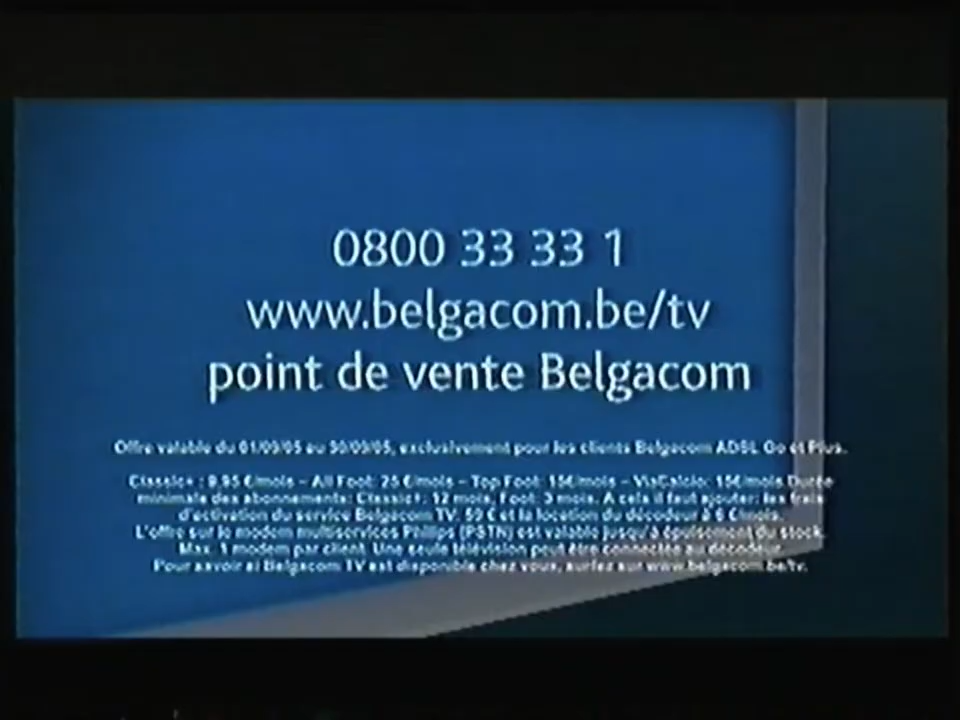 0800 33 33 1
www.belgacom.be/tv
point de vente Belgacom
Offre valable du 01/09/05 au 30/09/05, exclusivement pour les clients Belgacom ADSL Go et Plus.
Classic+ : 9,95 €/mois – All Foot: 25 €/mois – Top Foot: 15€/mois – ViaCalcio: 15€/mois.Durée
minimale des abonnements: Classic+: 12 mois, Foot: 3 mois. A cela il faut ajouter: les frais
d'activation du service Belgacom TV: 59 € et la location du décodeur à 6 €/mois.
L'offre sur le modem multiservices Philips (PSTN) est valable jusqu'à épuisement du stock.
Max. 1 modem par client. Une seule télévision peut être connectée au décodeur.
Pour savoir si Belgacom TV est disponible chez vous, surfez sur www.belgacom.be/tv.